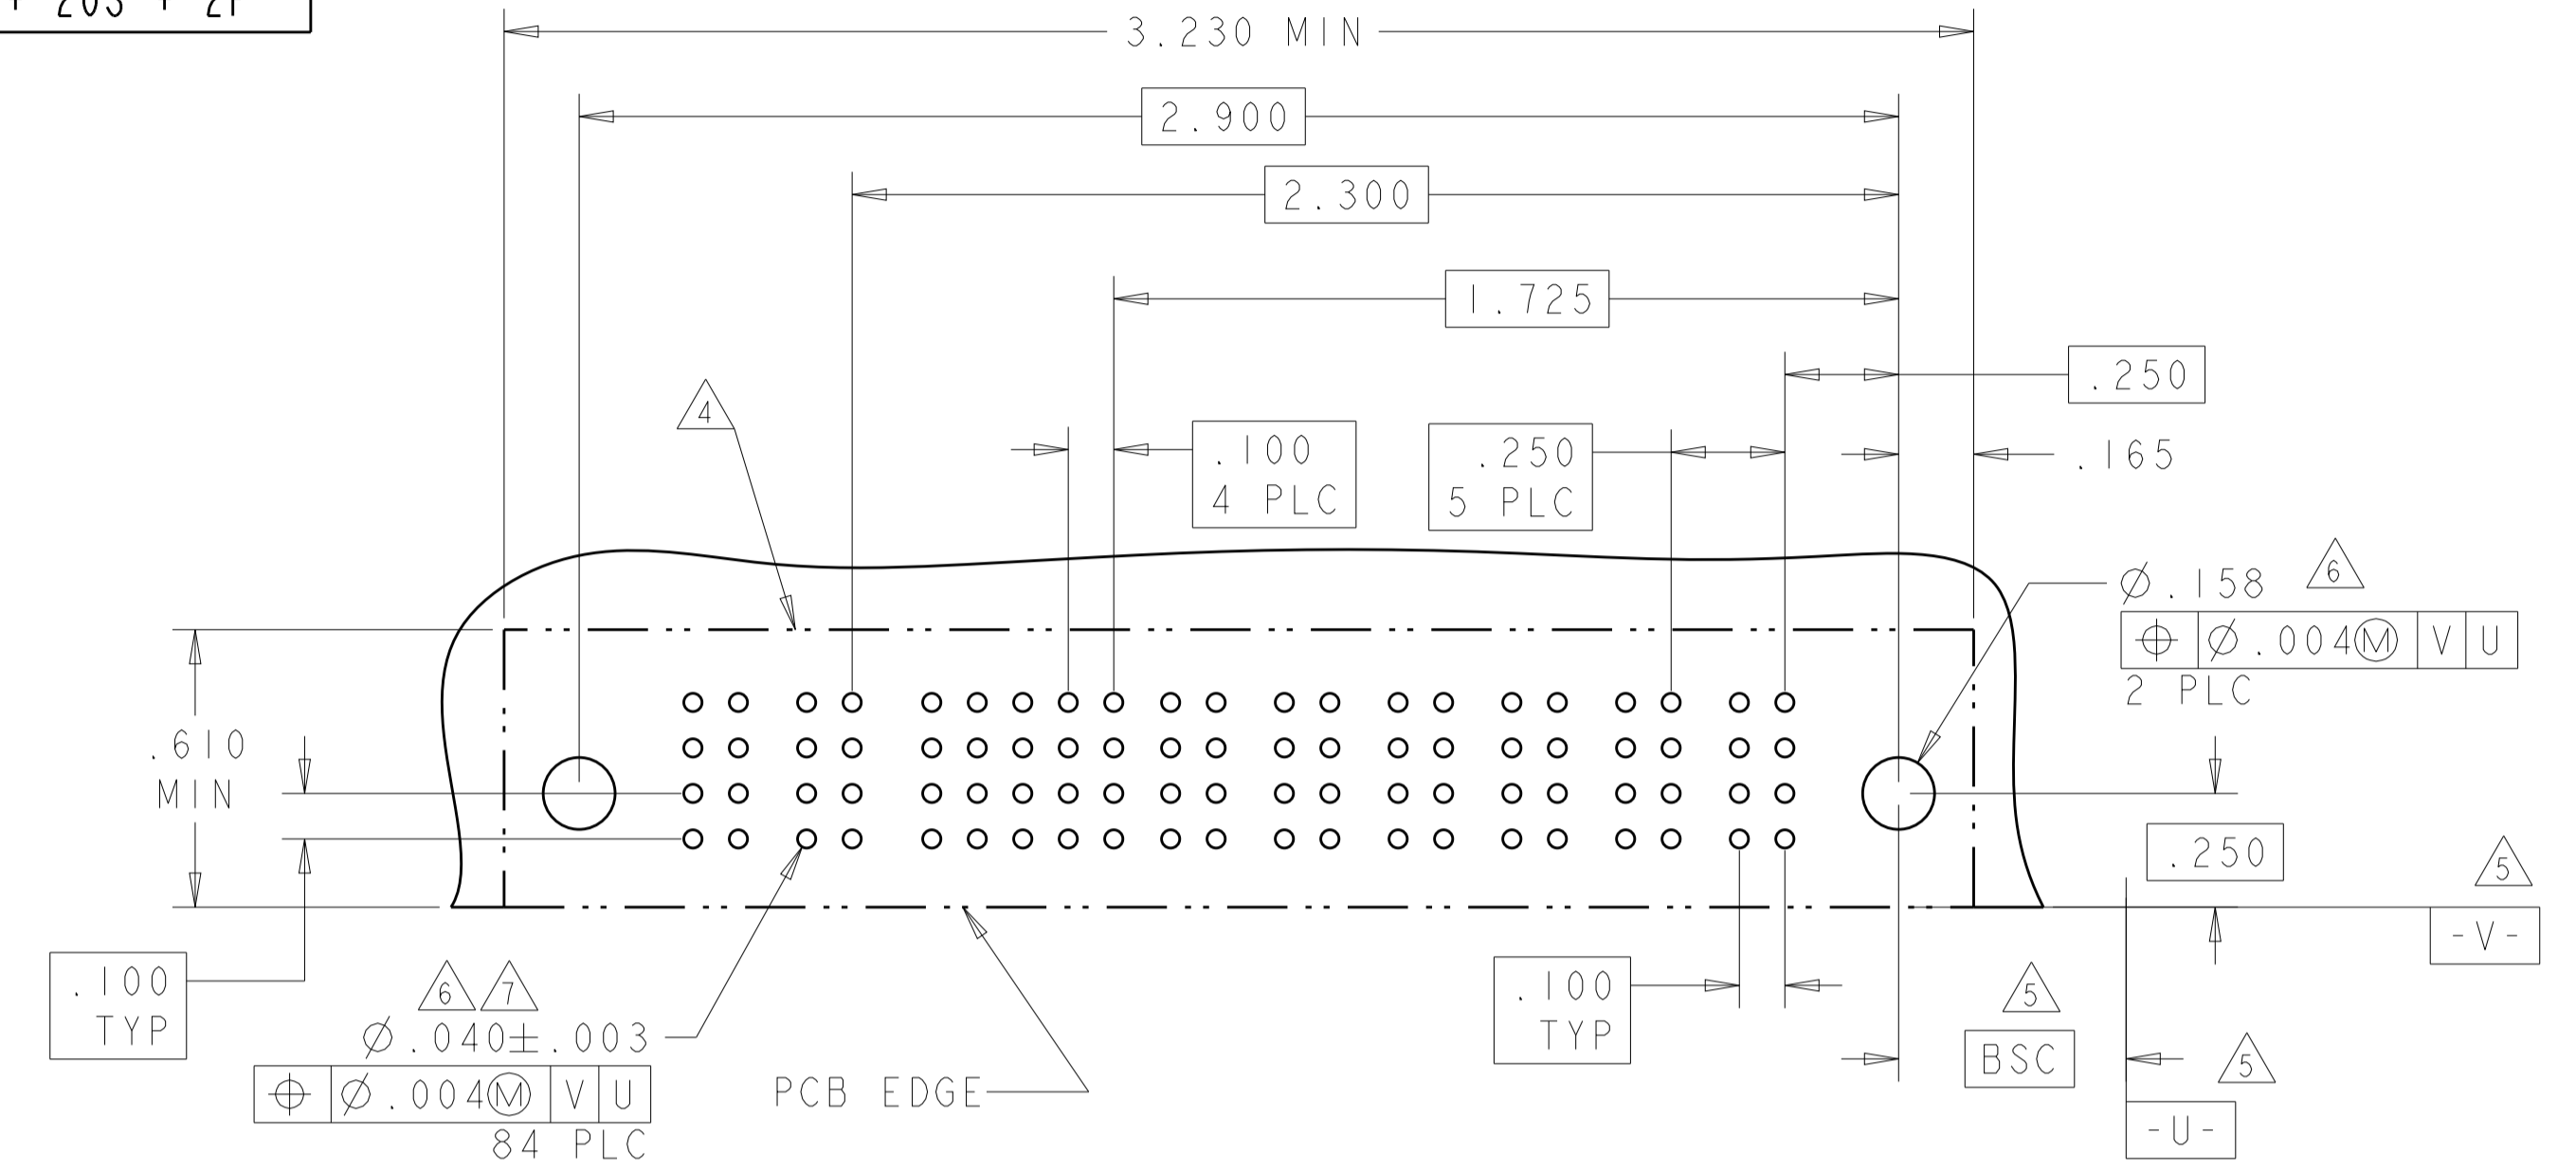 3.230 MIN
2.900
2.300
1.725
.250
4
.100
4 PLC
.250
5 PLC
.165
Ø.158
6
⌖ Ø.004Ⓜ V U
2 PLC
.610
MIN
.250
5
-V-
.100
TYP
6 7
Ø.040±.003
⌖ Ø.004Ⓜ V U
84 PLC
PCB EDGE
.100
TYP
5
BSC
5
-U-